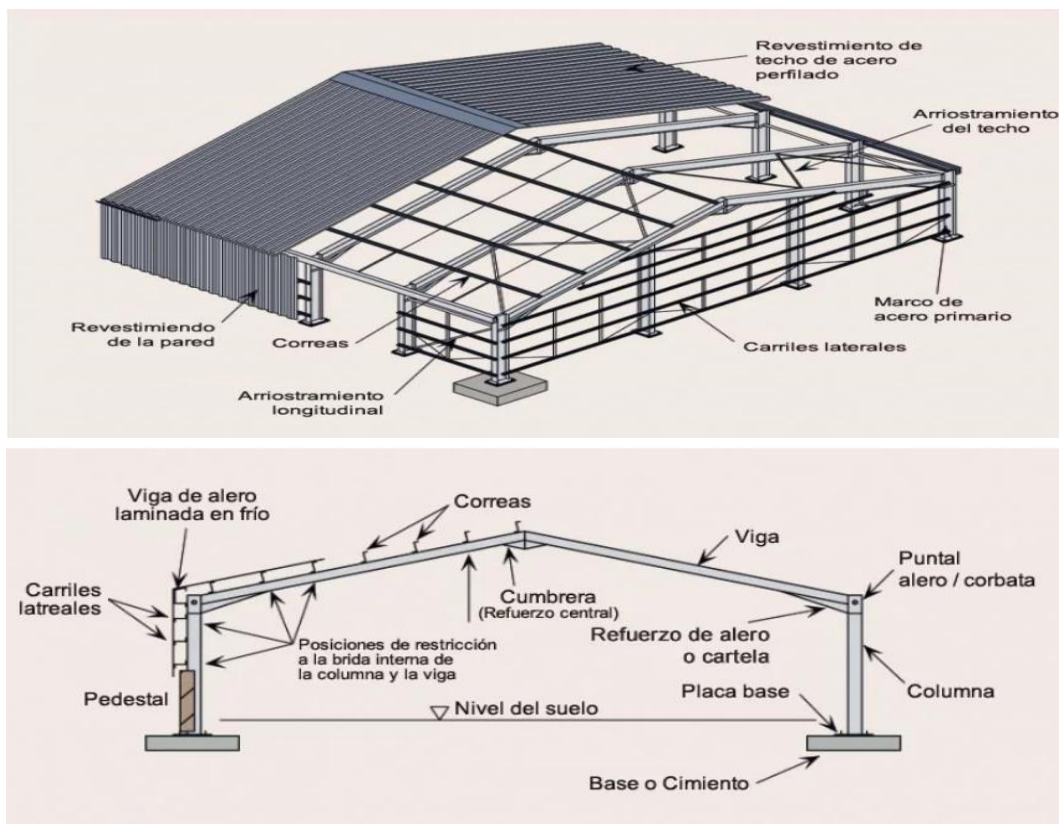 Revestimiento de
techo de acero
perfilado
Arriostramiento
del techo
Revestimiendo
de la pared
Correas
Arriostramiento
longitudinal
Carriles laterales
Marco de
acero primario
Viga de alero
laminada en frío
Correas
Viga
Puntal
alero / corbata
Carriles
latreales
Cumbrera
(Refuerzo central)
Posiciones de restricción
a la brida interna de
la columna y la viga
Refuerzo de alero
o cartela
Pedestal
Placa base
Columna
Nivel del suelo
Base o Cimiento